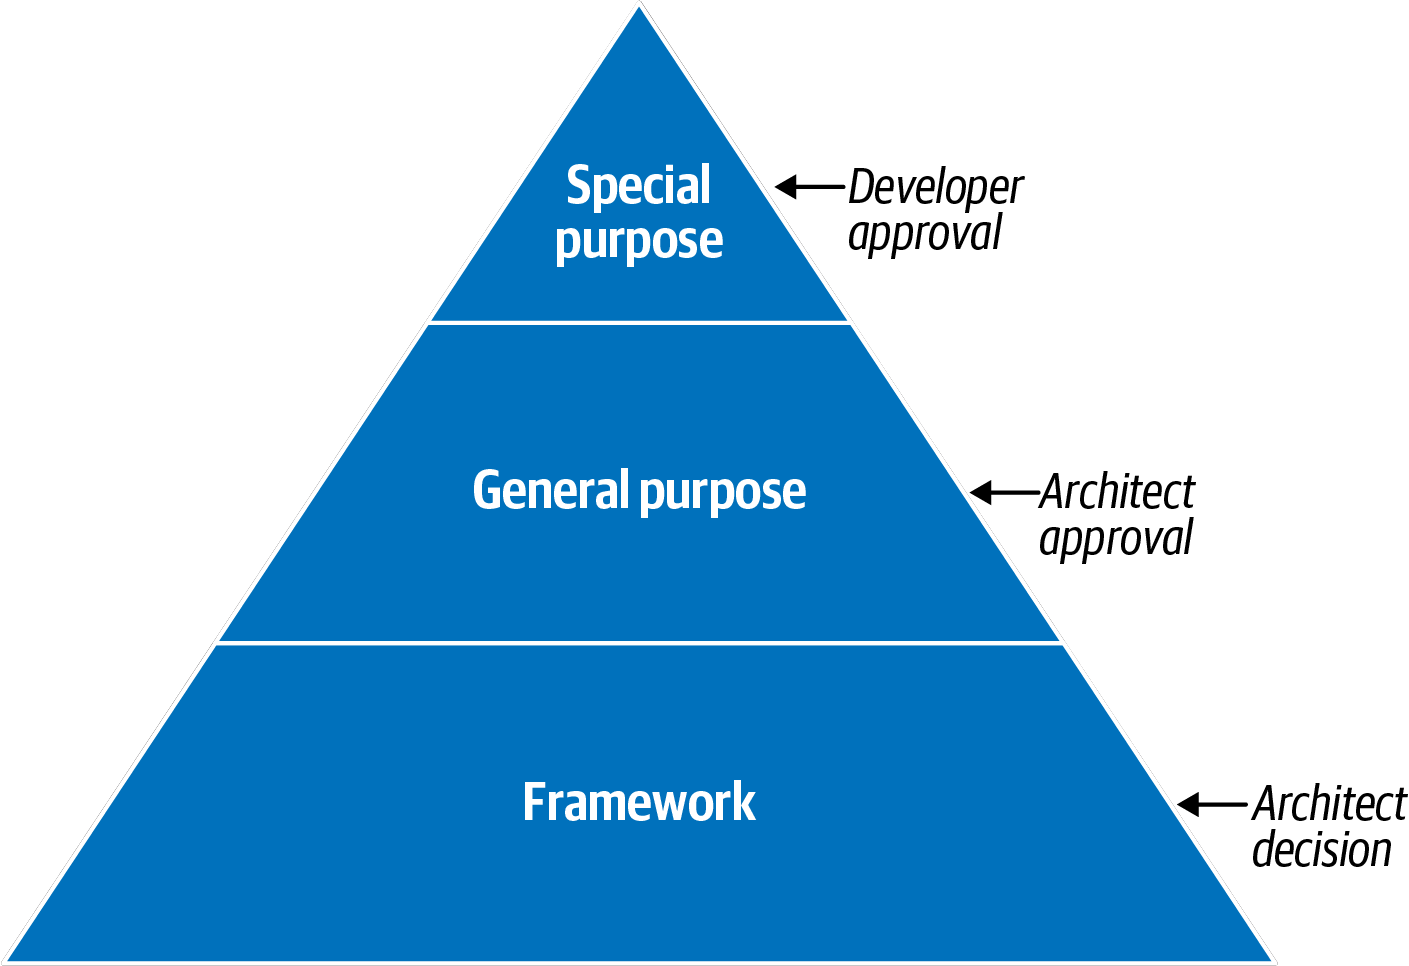 Special
purpose
Developer
approval
General purpose
Architect
approval
Framework
Architect
decision